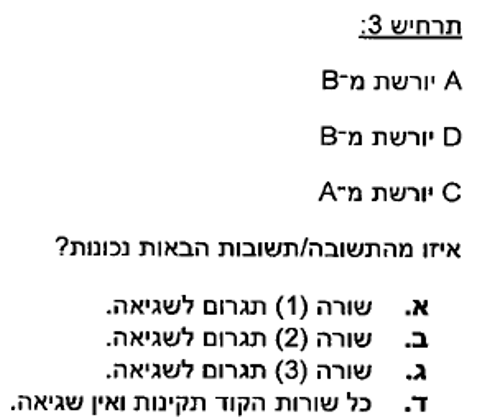 תרחיש 3:
A יורשת מ-B
D יורשת מ-B
C יורשת מ-A
איזו מהתשובה/תשובות הבאות נכונות?
א. שורה (1) תגרום לשגיאה.
ב. שורה (2) תגרום לשגיאה.
ג. שורה (3) תגרום לשגיאה.
ד. כל שורות הקוד תקינות ואין שגיאה.